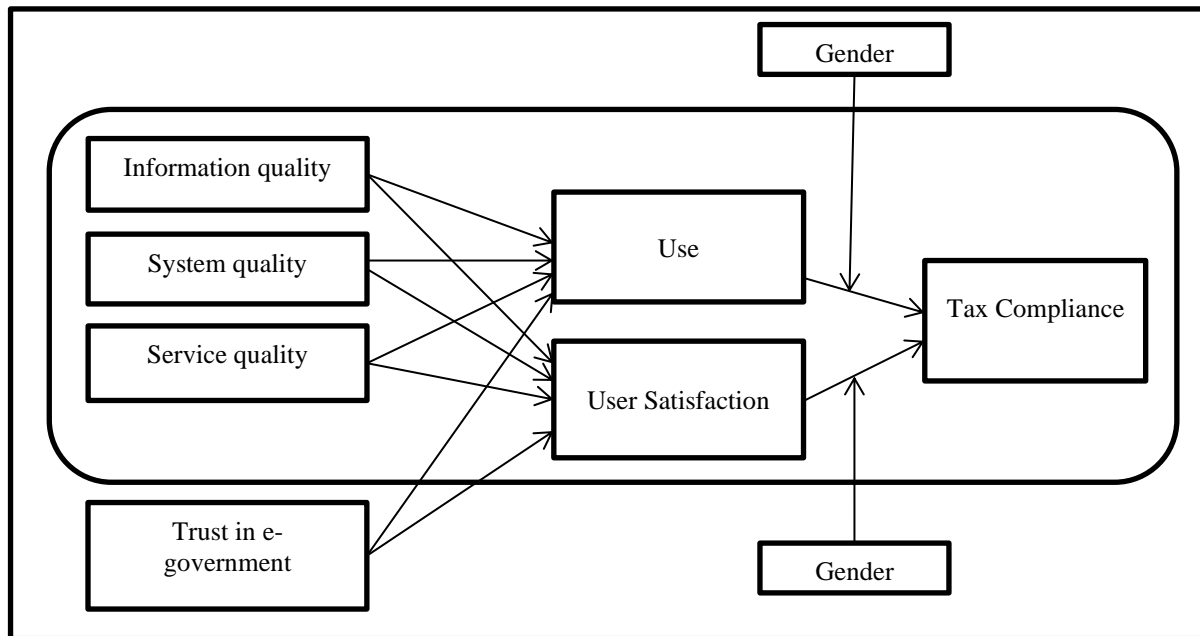 Gender
Information quality
System quality
Use
Tax Compliance
Service quality
User Satisfaction
Trust in e-
government
Gender